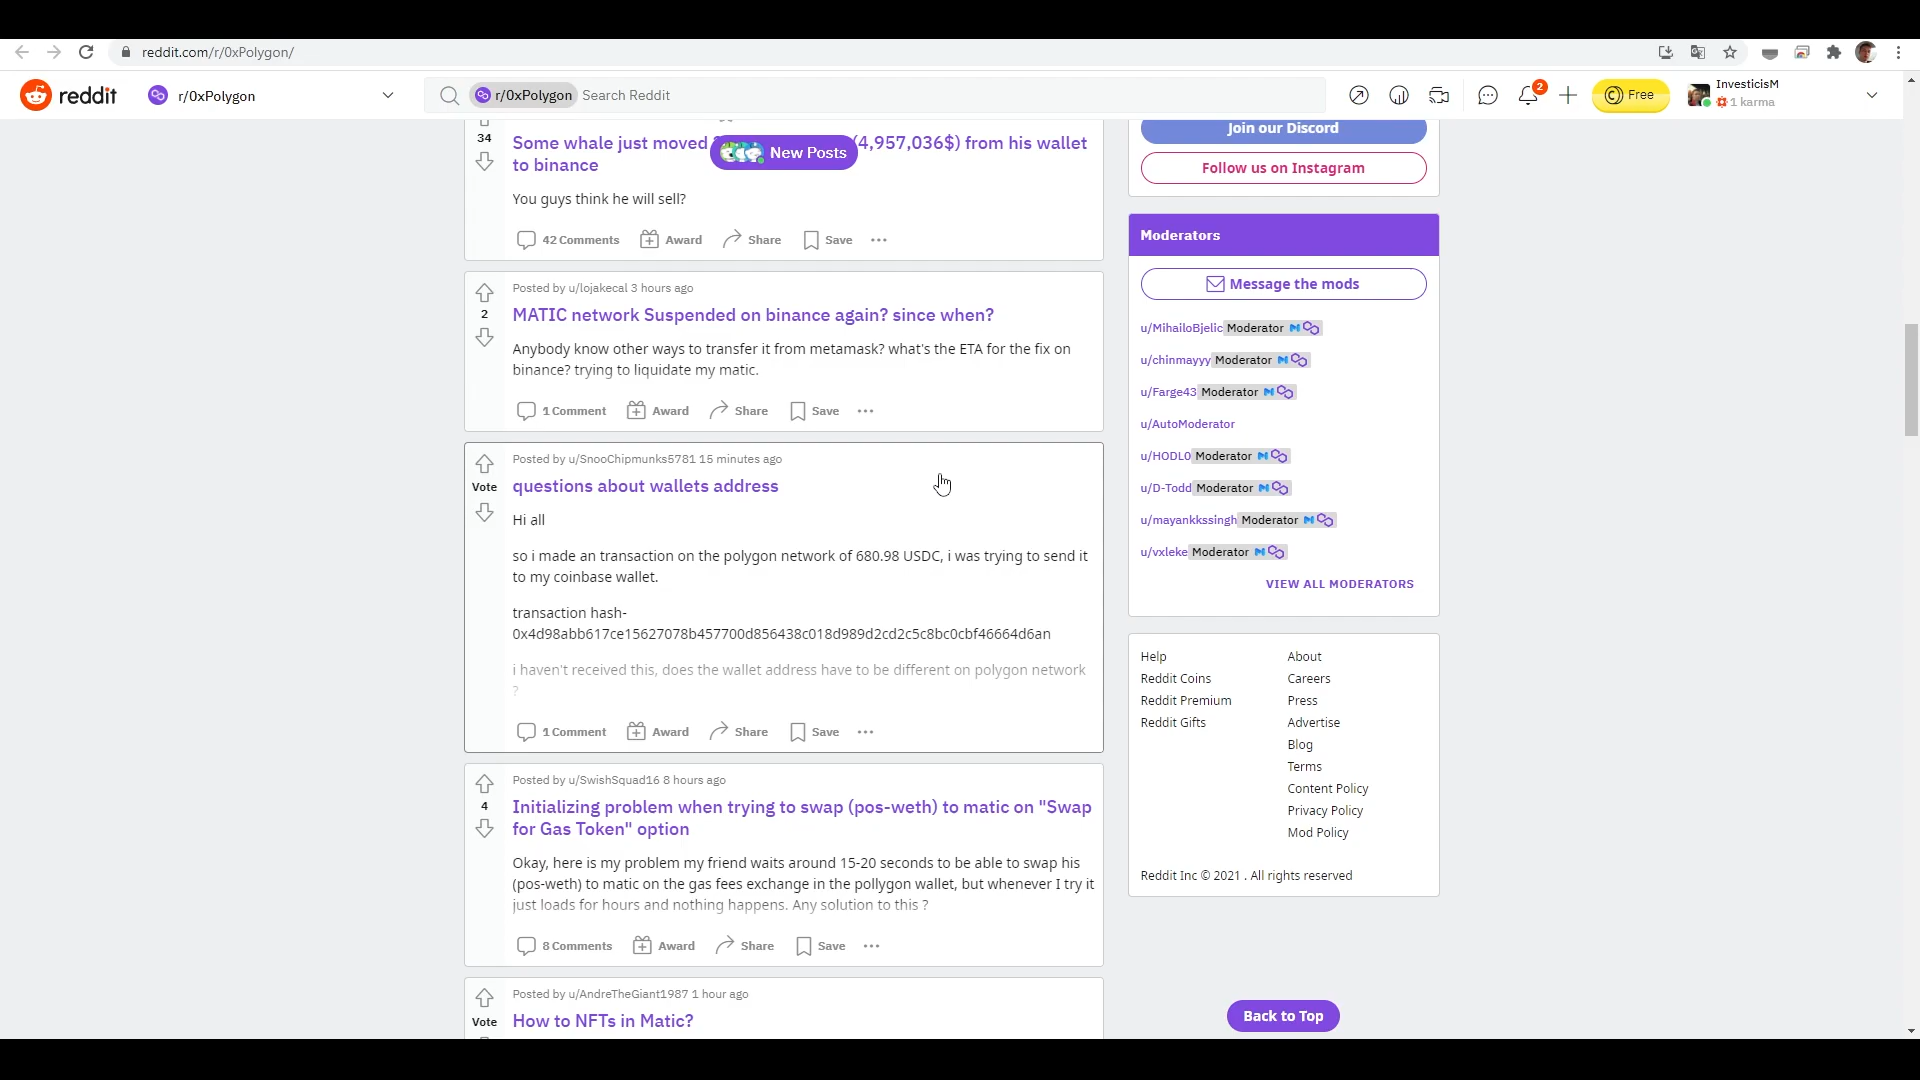 reddit.com/r/0xPolygon/
reddit
r/0xPolygon
r/0xPolygon
Search Reddit
2
Free
InvesticisM
1 karma
34
Some whale just moved
(4,957,036$) from his wallet
to binance
New Posts
You guys think he will sell?
42 Comments Award Share Save
Posted by u/lojakecal 3 hours ago
2
MATIC network Suspended on binance again? since when?
Anybody know other ways to transfer it from metamask? what's the ETA for the fix on
binance? trying to liquidate my matic.
1 Comment Award Share Save
Posted by u/SnooChipmunks5781 15 minutes ago
Vote
questions about wallets address
Hi all
so i made an transaction on the polygon network of 680.98 USDC, i was trying to send it
to my coinbase wallet.
transaction hash-
0x4d98abb617ce15627078b457700d856438c018d989d2cd2c5c8bc0cbf46664d6an
i haven't received this, does the wallet address have to be different on polygon network
?
1 Comment Award Share Save
Posted by u/SwishSquad16 8 hours ago
4
Initializing problem when trying to swap (pos-weth) to matic on "Swap
for Gas Token" option
Okay, here is my problem my friend waits around 15-20 seconds to be able to swap his
(pos-weth) to matic on the gas fees exchange in the pollygon wallet, but whenever I try it
just loads for hours and nothing happens. Any solution to this ?
8 Comments Award Share Save
Posted by u/AndreTheGiant1987 1 hour ago
Vote
How to NFTs in Matic?
Join our Discord
Follow us on Instagram
Moderators
Message the mods
u/MihailoBjelic Moderator
u/chinmayyy Moderator
u/Farge43 Moderator
u/AutoModerator
u/HODL0 Moderator
u/D-Todd Moderator
u/mayankkssingh Moderator
u/vxleke Moderator
VIEW ALL MODERATORS
Help
Reddit Coins
Reddit Premium
Reddit Gifts
About
Careers
Press
Advertise
Blog
Terms
Content Policy
Privacy Policy
Mod Policy
Reddit Inc © 2021 . All rights reserved
Back to Top